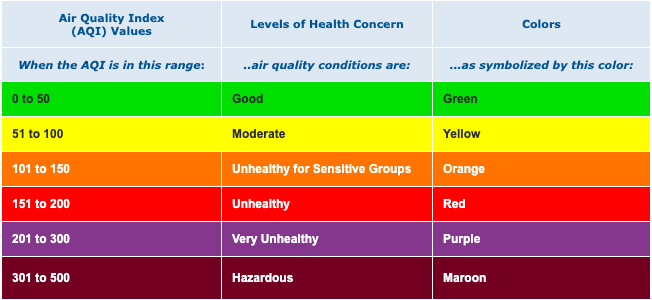 Air Quality Index
(AQI) Values
Levels of Health Concern
Colors
When the AQI is in this range:
..air quality conditions are:
...as symbolized by this color:
0 to 50
Good
Green
51 to 100
Moderate
Yellow
101 to 150
Unhealthy for Sensitive Groups
Orange
151 to 200
Unhealthy
Red
201 to 300
Very Unhealthy
Purple
301 to 500
Hazardous
Maroon